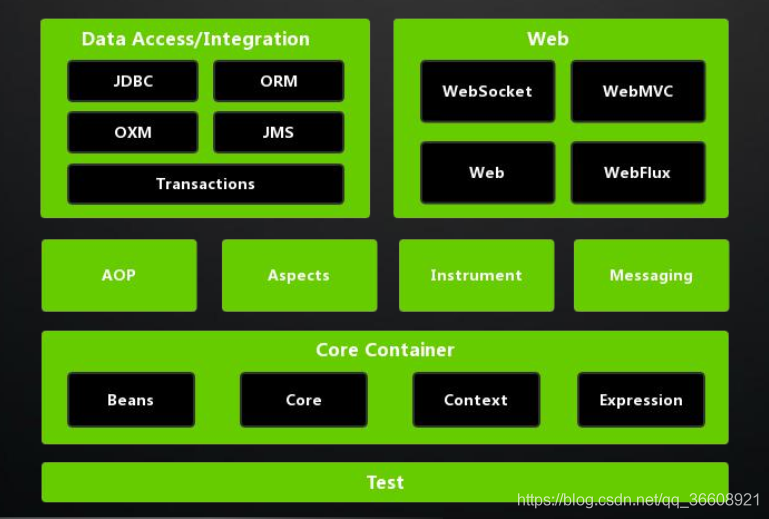 Data Access/Integration
JDBC
ORM
OXM
JMS
Transactions
Web
WebSocket
WebMVC
Web
WebFlux
AOP
Aspects
Instrument
Messaging
Core Container
Beans
Core
Context
Expression
Test
https://blog.csdn.net/qq_36608921